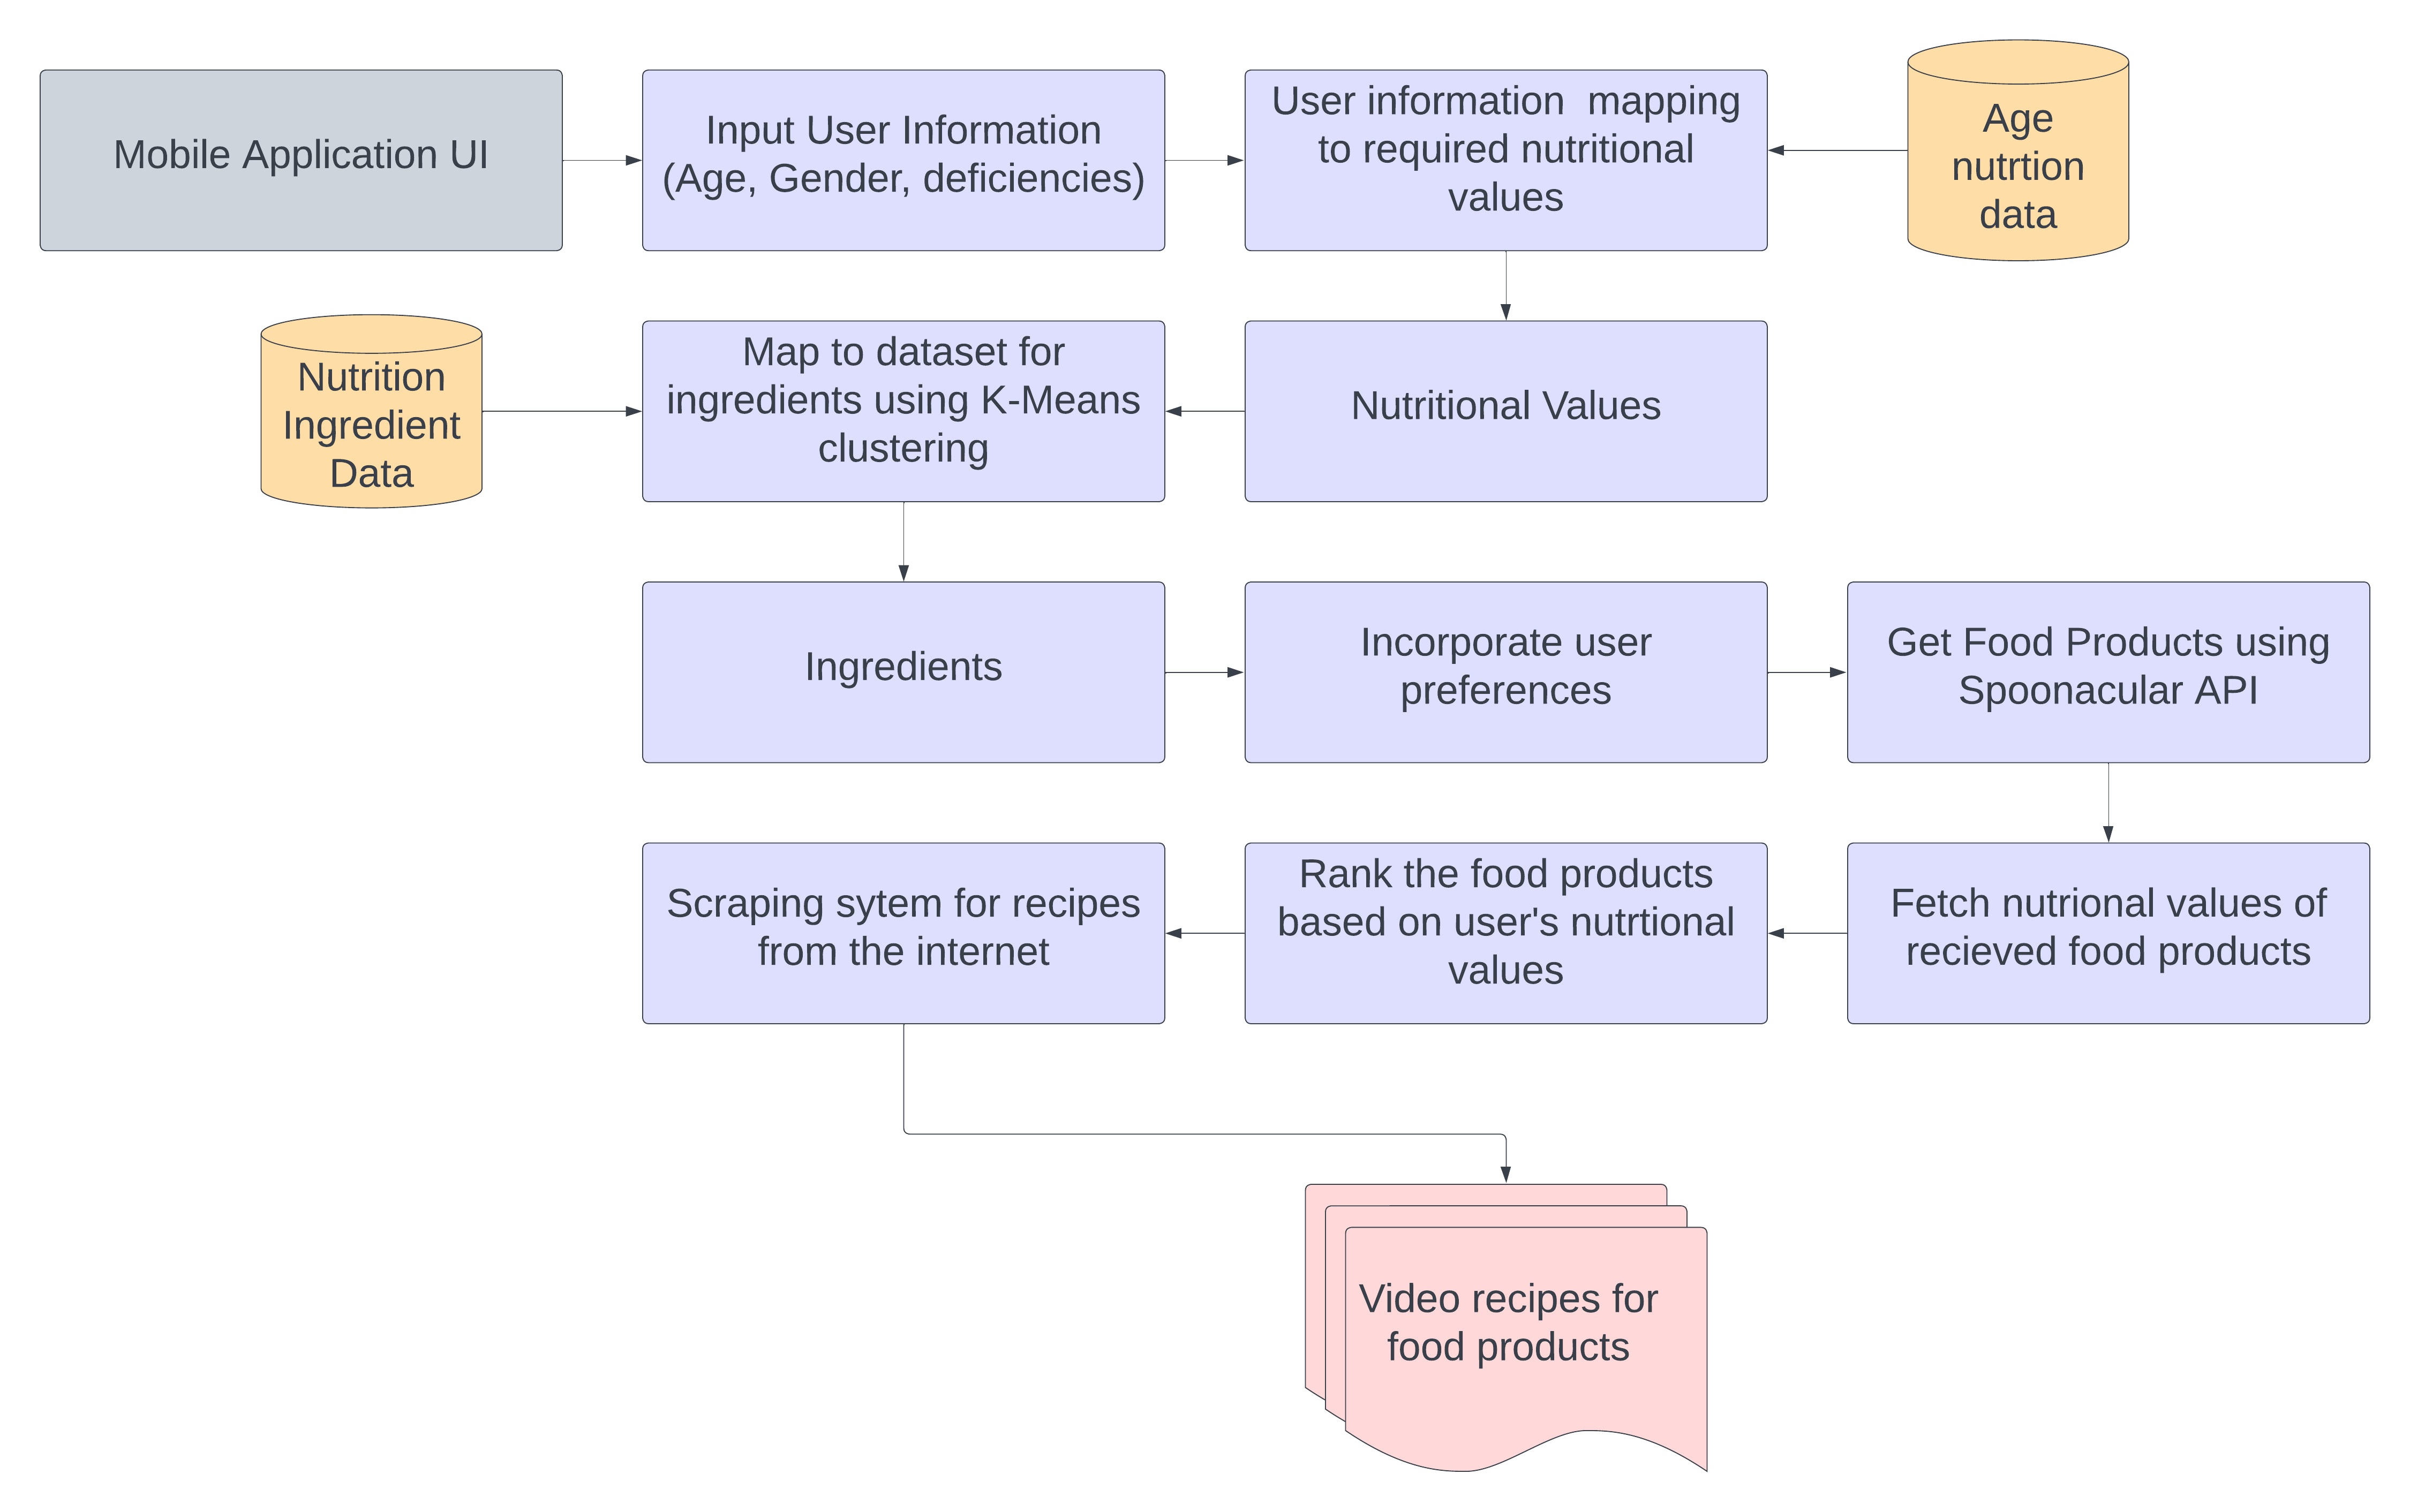 Mobile Application UI
Input User Information
(Age, Gender, deficiencies)
User information  mapping
to required nutritional
values
Age
nutrtion
data
Nutrition
Ingredient
Data
Map to dataset for
ingredients using K-Means
clustering
Nutritional Values
Ingredients
Incorporate user
preferences
Get Food Products using
Spoonacular API
Scraping sytem for recipes
from the internet
Rank the food products
based on user's nutrtional
values
Fetch nutrional values of
recieved food products
Video recipes for
food products